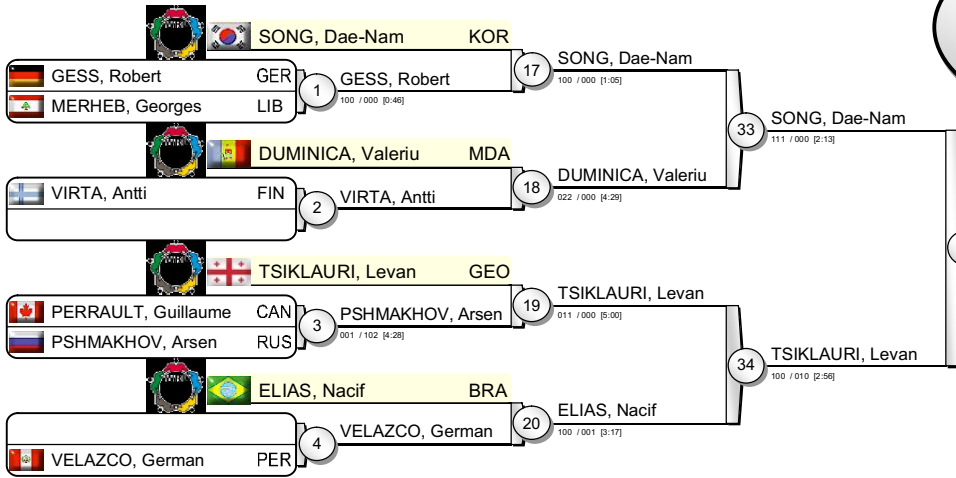 SONG, Dae-Nam KOR
GESS, Robert GER
MERHEB, Georges LIB
1
GESS, Robert
100 / 000 [0:46]
17
SONG, Dae-Nam
100 / 000 [1:05]
DUMINICA, Valeriu MDA
VIRTA, Antti FIN
2
VIRTA, Antti
18
DUMINICA, Valeriu
022 / 000 [4:29]
33
SONG, Dae-Nam
111 / 000 [2:13]
TSIKLAURI, Levan GEO
PERRAULT, Guillaume CAN
PSHMAKHOV, Arsen RUS
3
PSHMAKHOV, Arsen
001 / 102 [4:28]
19
TSIKLAURI, Levan
011 / 000 [5:00]
ELIAS, Nacif BRA
VELAZCO, German PER
4
VELAZCO, German
20
ELIAS, Nacif
100 / 001 [3:17]
34
TSIKLAURI, Levan
100 / 010 [2:56]